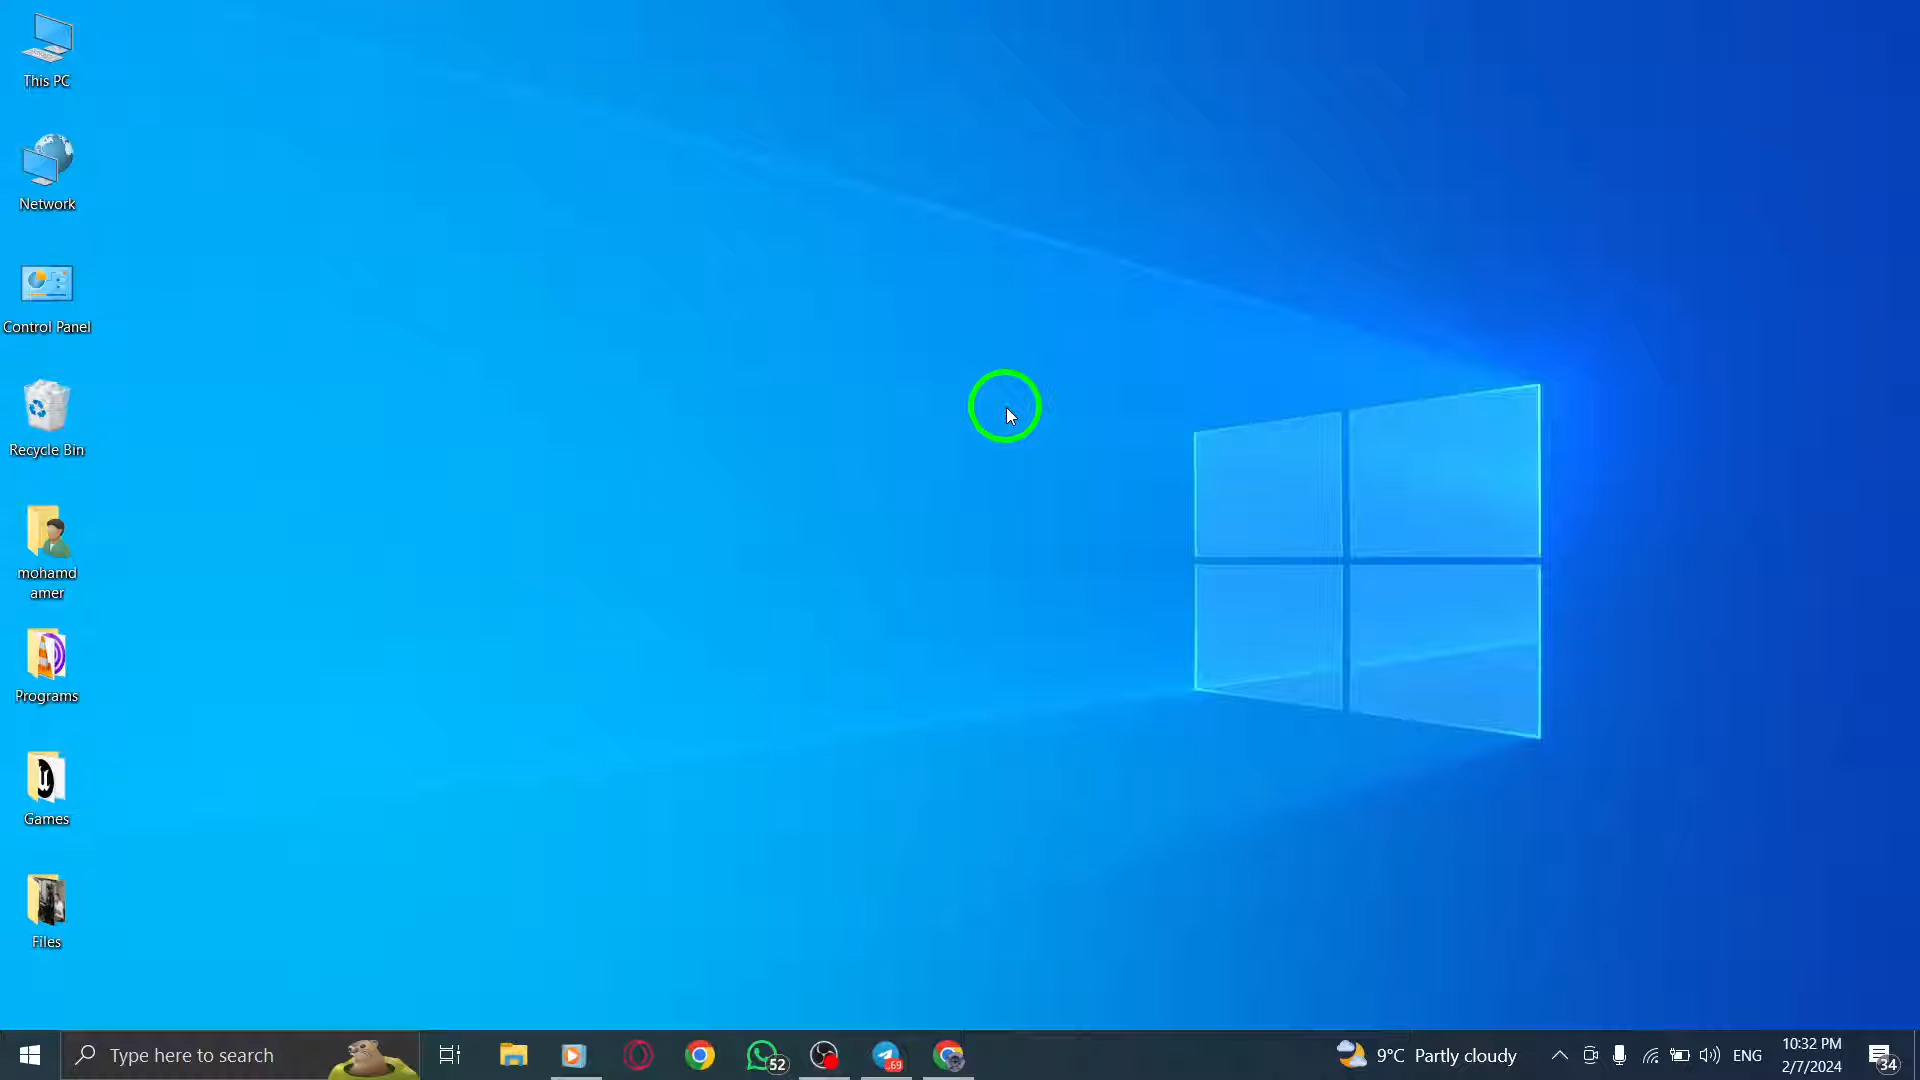 This PC
Network
Control Panel
Recycle Bin
mohamd
amer
Programs
Games
Files
Type here to search
52
69
9°C Partly cloudy
ENG
10:32 PM
2/7/2024
34